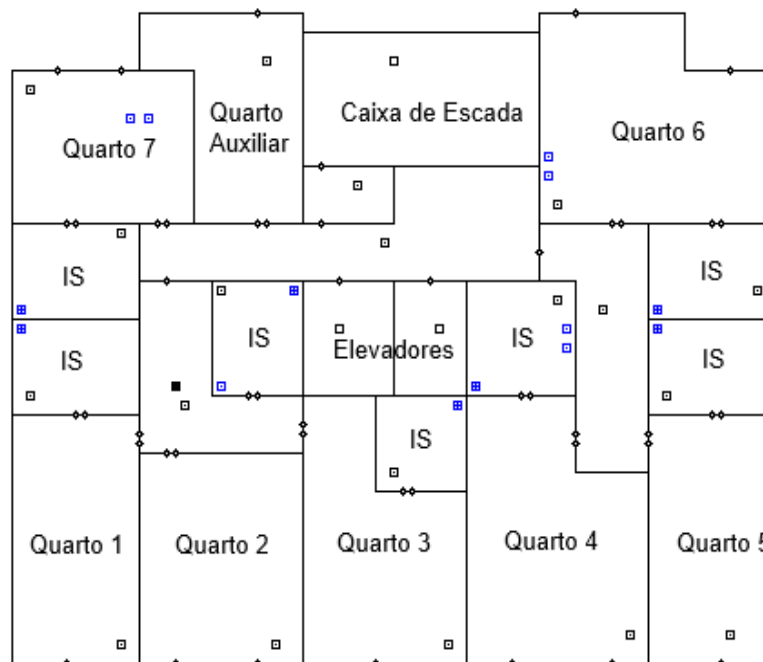 Quarto
Auxiliar
Caixa de Escada
Quarto 7
Quarto 6
IS
IS
IS
Elevadores
IS
IS
IS
IS
Quarto 1
Quarto 2
Quarto 3
Quarto 4
Quarto 5